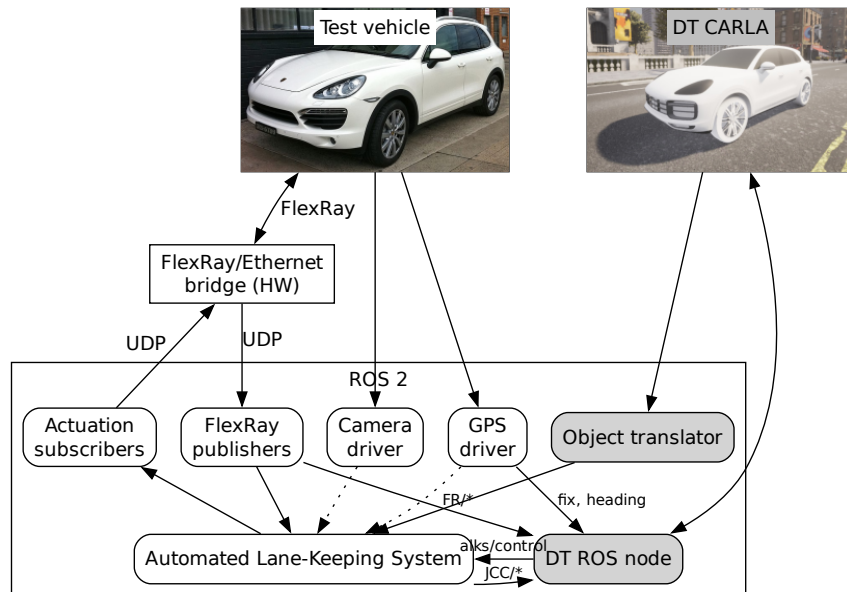 Test vehicle
DT CARLA
FlexRay
FlexRay/Ethernet
bridge (HW)
UDP
UDP
ROS 2
Actuation
subscribers
FlexRay
publishers
Camera
driver
GPS
driver
Object translator
FR/*
fix, heading
Automated Lane-Keeping System
alks/control
JCC/*
DT ROS node